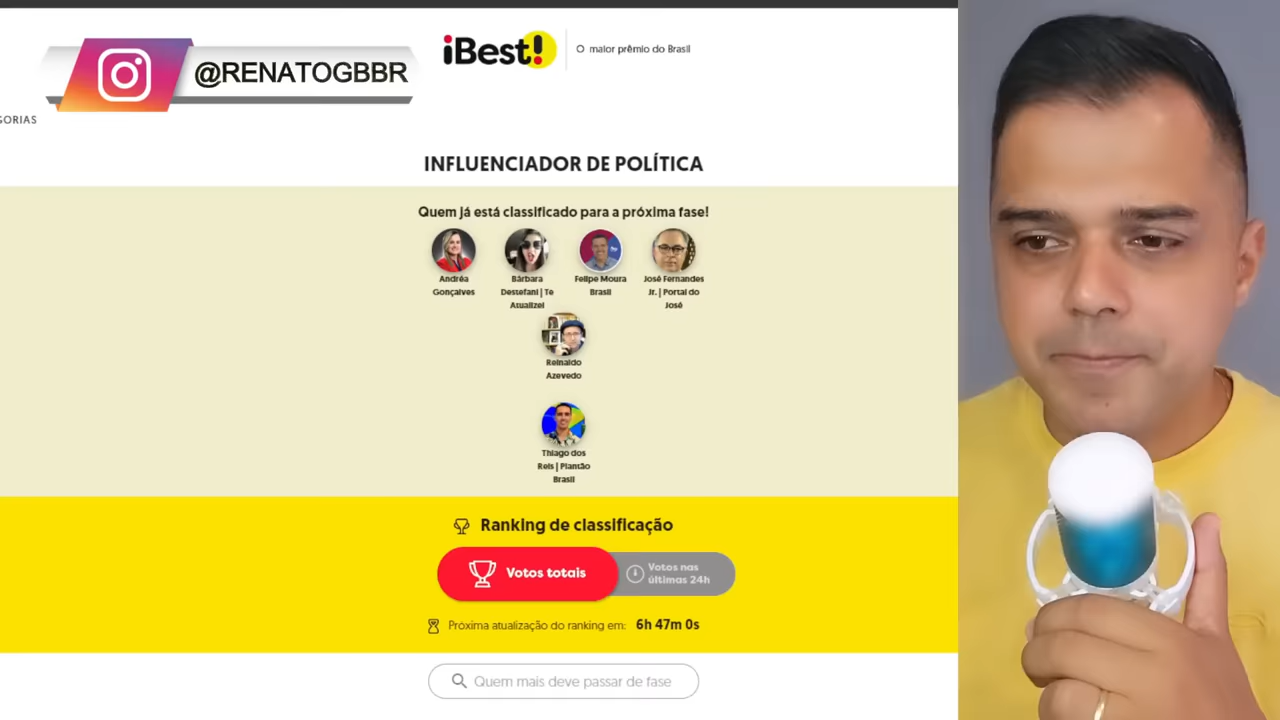 @RENATOGBBR
iBest!
O maior prêmio do Brasil
GORIAS
INFLUENCIADOR DE POLÍTICA
Quem já está classificado para a próxima fase!
Andréa
Gonçalves
Bárbara
Destefani | Te
Atualizei
Felipe Moura
Brasil
José Fernandes
Jr. | Portal do
José
Reinaldo
Azevedo
Thiago dos
Reis | Plantão
Brasil
Ranking de classificação
Votos totais
Votos nas
últimas 24h
Próxima atualização do ranking em: 6h 47m 0s
Quem mais deve passar de fase